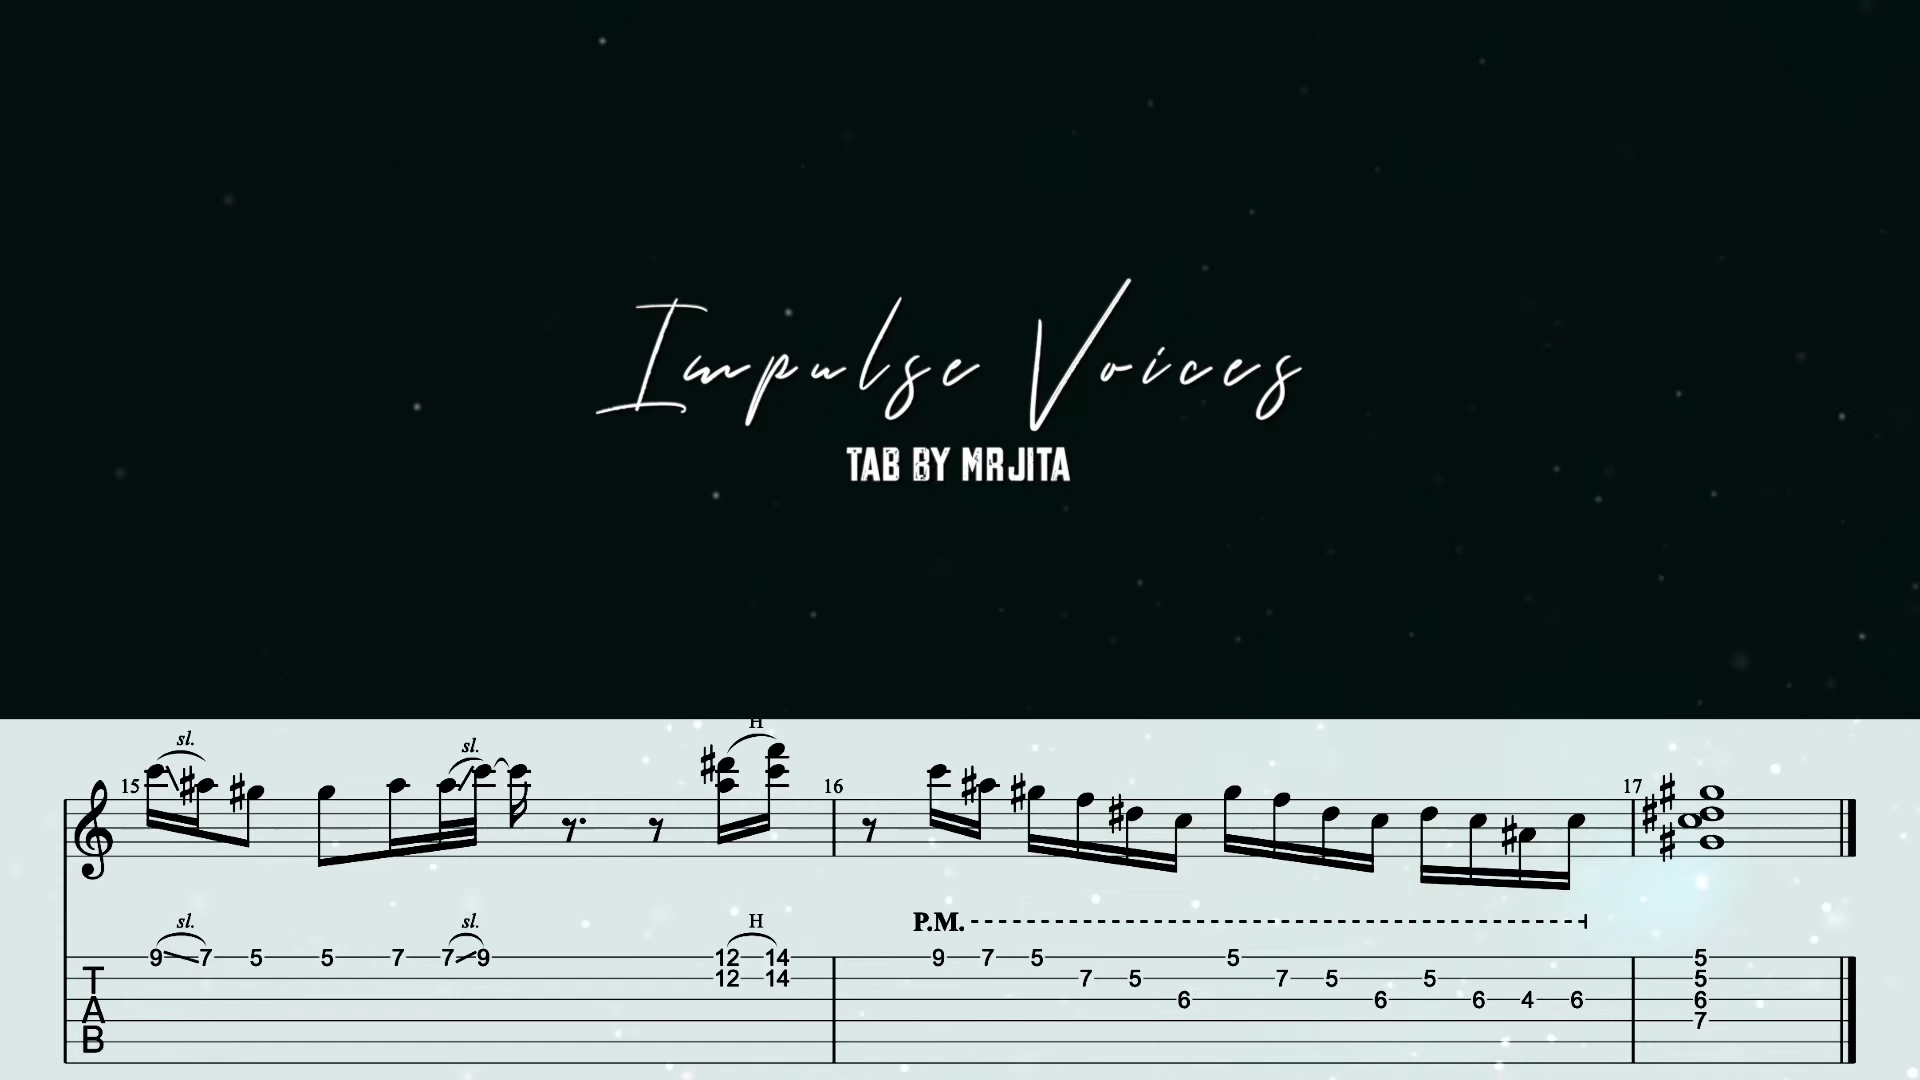 Impulse Voices
TAB BY MRJITA
H
sl. sl.
15 16 17
sl. sl. H P.M.
9 7 5 5 7 7 9 12 14 9 7 5 5 5
T 12 14 7 5 7 5 5 5
A 6 6 6 4 6 6
7
B